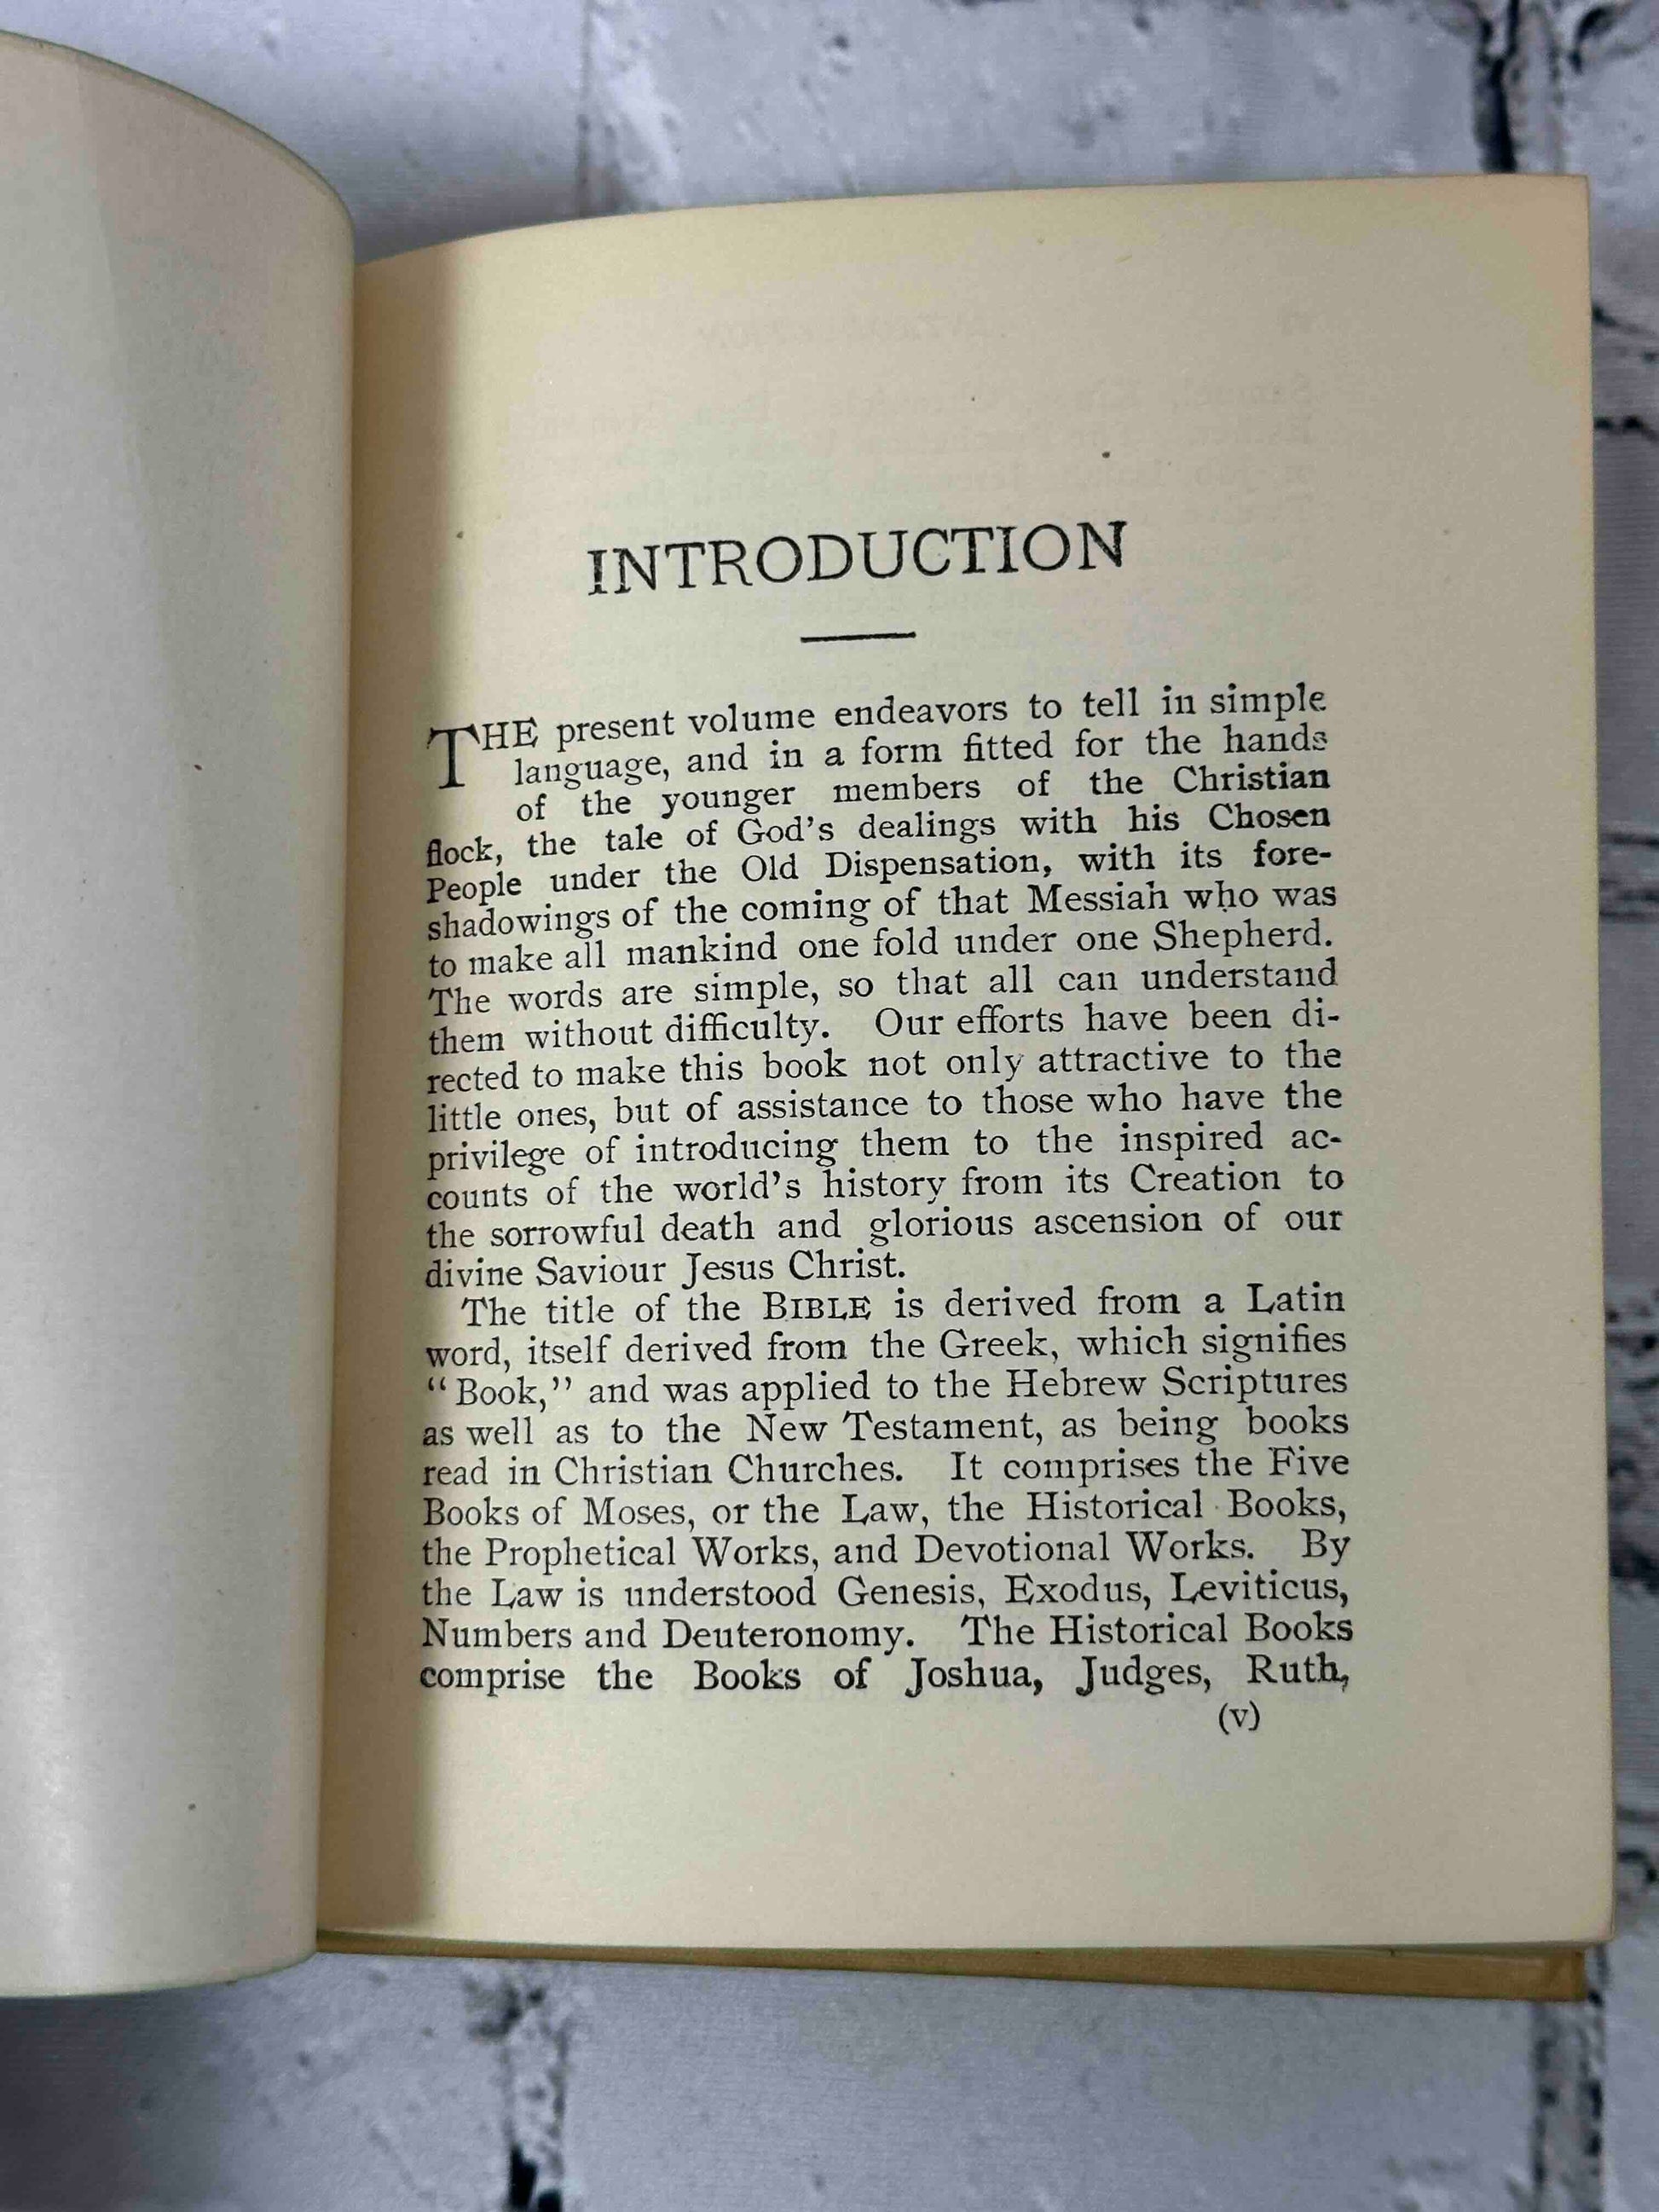 INTRODUCTION
THE present volume endeavors to tell in simple
language, and in a form fitted for the hands
of the younger members of the Christian
flock, the tale of God's dealings with his Chosen
People under the Old Dispensation, with its fore-
shadowings of the coming of that Messiah who was
to make all mankind one fold under one Shepherd.
The words are simple, so that all can understand
them without difficulty. Our efforts have been di-
rected to make this book not only attractive to the
little ones, but of assistance to those who have the
privilege of introducing them to the inspired ac-
counts of the world's history from its Creation to
the sorrowful death and glorious ascension of our
divine Saviour Jesus Christ.
The title of the BIBLE is derived from a Latin
word, itself derived from the Greek, which signifies
“Book,” and was applied to the Hebrew Scriptures
as well as to the New Testament, as being books
read in Christian Churches. It comprises the Five
Books of Moses, or the Law, the Historical Books,
the Prophetical Works, and Devotional Works. By
the Law is understood Genesis, Exodus, Leviticus,
Numbers and Deuteronomy. The Historical Books
comprise the Books of Joshua, Judges, Ruth,
(v)